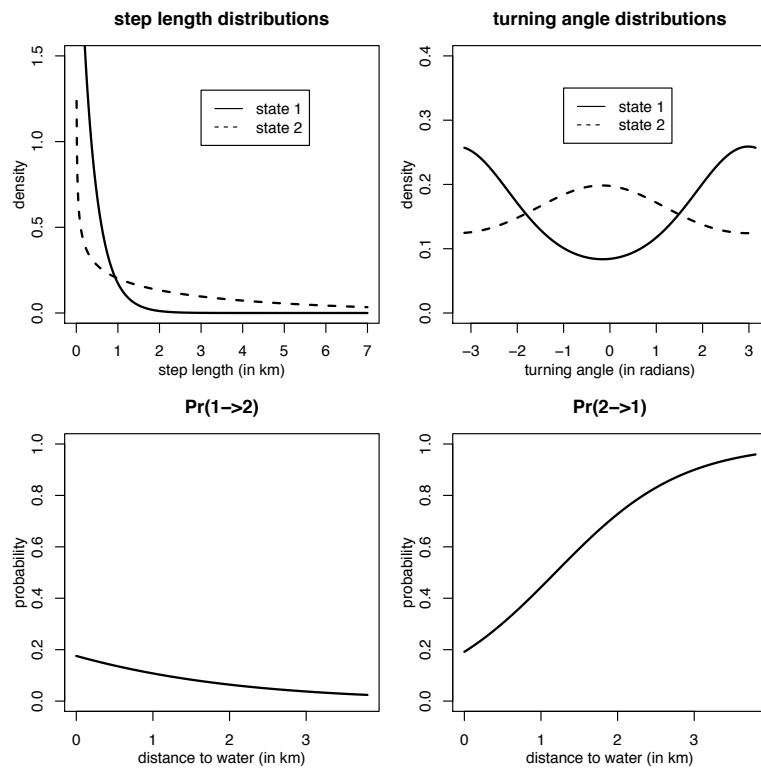 step length distributions
density
0.0 0.5 1.0 1.5
state 1
state 2
0 1 2 3 4 5 6 7
step length (in km)
turning angle distributions
density
0.0 0.1 0.2 0.3 0.4
state 1
state 2
−3 −2 −1 0 1 2 3
turning angle (in radians)
Pr(1−>2)
probability
0.0 0.2 0.4 0.6 0.8 1.0
0 1 2 3
distance to water (in km)
Pr(2−>1)
probability
0.0 0.2 0.4 0.6 0.8 1.0
0 1 2 3
distance to water (in km)